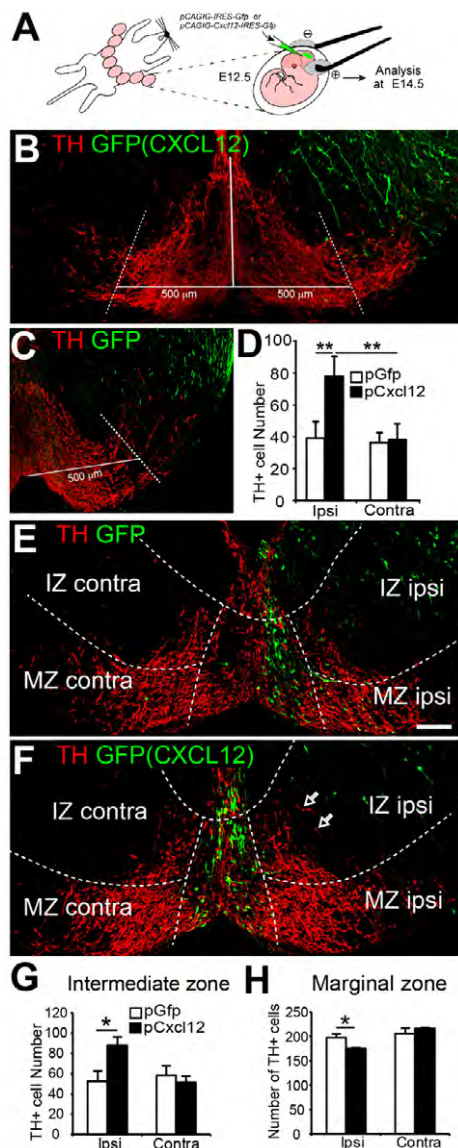 A
pCAGIG-IRES-Gfp or
pCAGIG-Cxcl12-IRES-Gfp
⊖
E12.5
⊕
Analysis
at E14.5
B
TH GFP(CXCL12)
500 µm
500 µm
C
TH GFP
500 µm
D
**
**
pGfp
pCxcl12
TH+ cell Number
100
80
60
40
20
0
Ipsi
Contra
E
TH GFP
IZ contra
IZ ipsi
MZ contra
MZ ipsi
F
TH GFP(CXCL12)
IZ contra
IZ ipsi
MZ contra
MZ ipsi
G
Intermediate zone
pGfp
pCxcl12
*
TH+ cell Number
120
100
80
60
40
20
0
Ipsi
Contra
H
Marginal zone
*
Number of TH+ cells
250
200
150
100
50
0
Ipsi
Contra